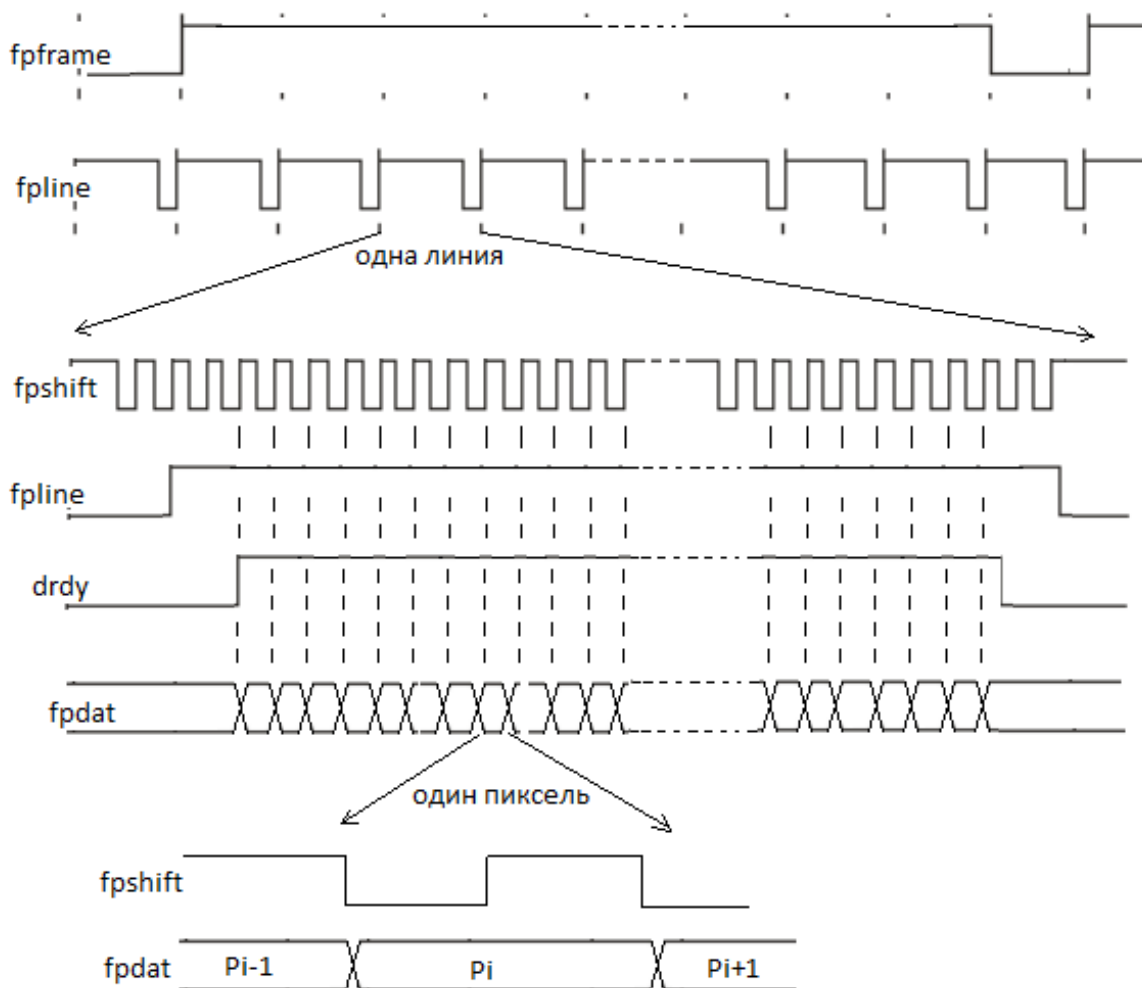 fpframe
fpline
одна линия
fpshift
fpline
drdy
fpdat
один пиксель
fpshift
fpdat Pi-1 Pi Pi+1